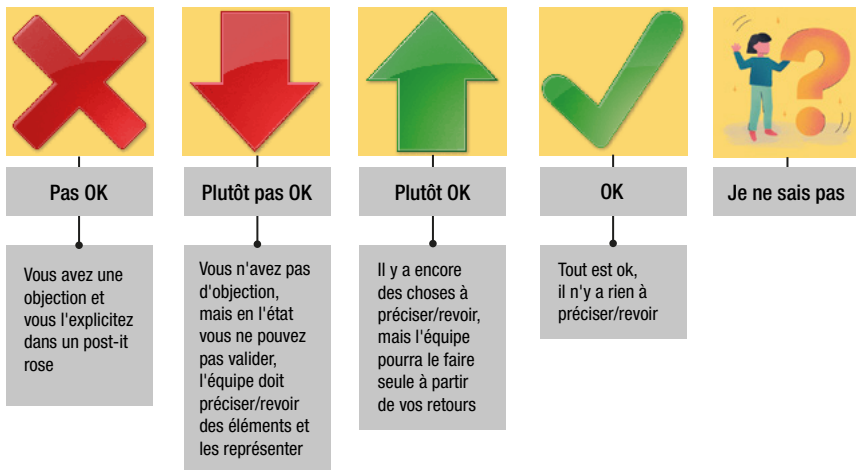 Pas OK
Plutôt pas OK
Plutôt OK
OK
Je ne sais pas
Vous avez une
objection et
vous l'explicitez
dans un post-it
rose
Vous n'avez pas
d'objection,
mais en l'état
vous ne pouvez
pas valider,
l'équipe doit
préciser/revoir
des éléments et
les représenter
Il y a encore
des choses à
préciser/revoir,
mais l'équipe
pourra le faire
seule à partir
de vos retours
Tout est ok,
il n'y a rien à
préciser/revoir